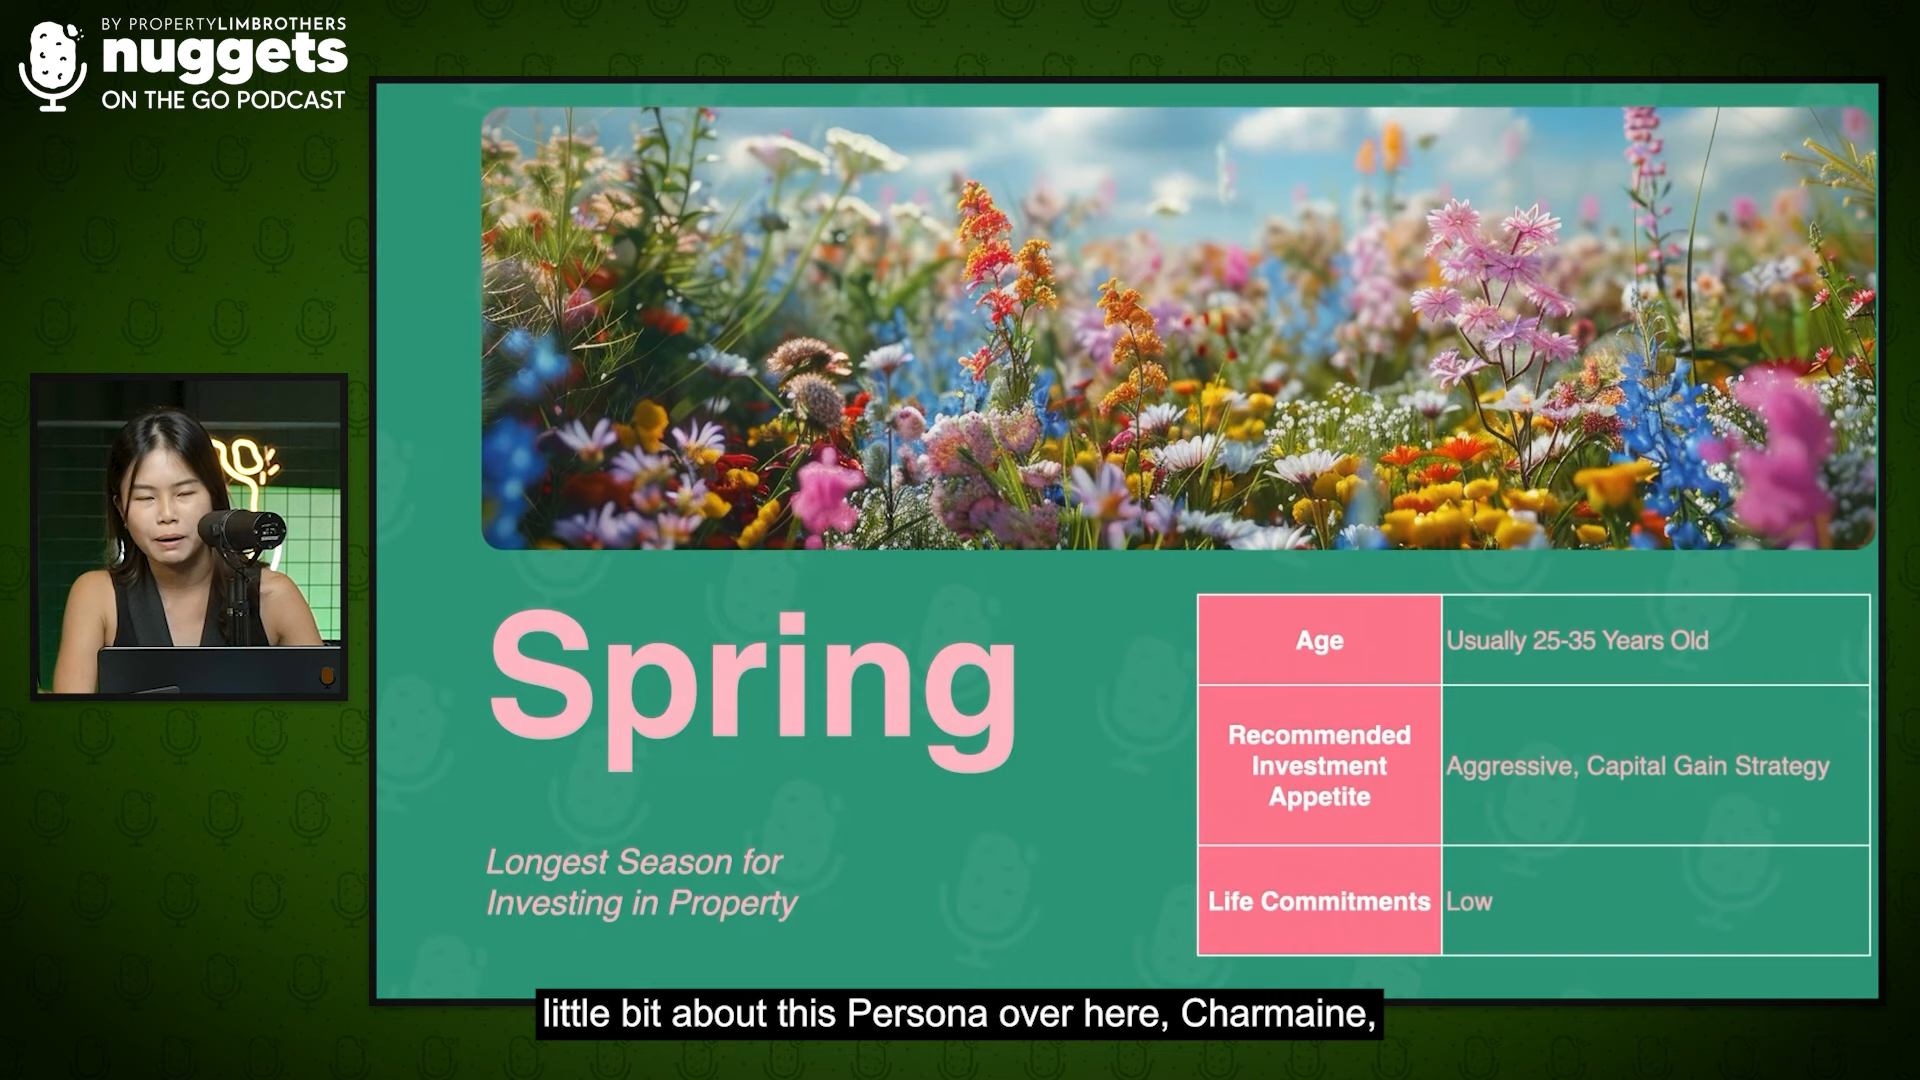 BY PROPERTYLIMBROTHERS
nuggets
ON THE GO PODCAST
Spring
Longest Season for
Investing in Property
Age
Usually 25-35 Years Old
Recommended
Investment
Appetite
Aggressive, Capital Gain Strategy
Life Commitments
Low
little bit about this Persona over here, Charmaine,